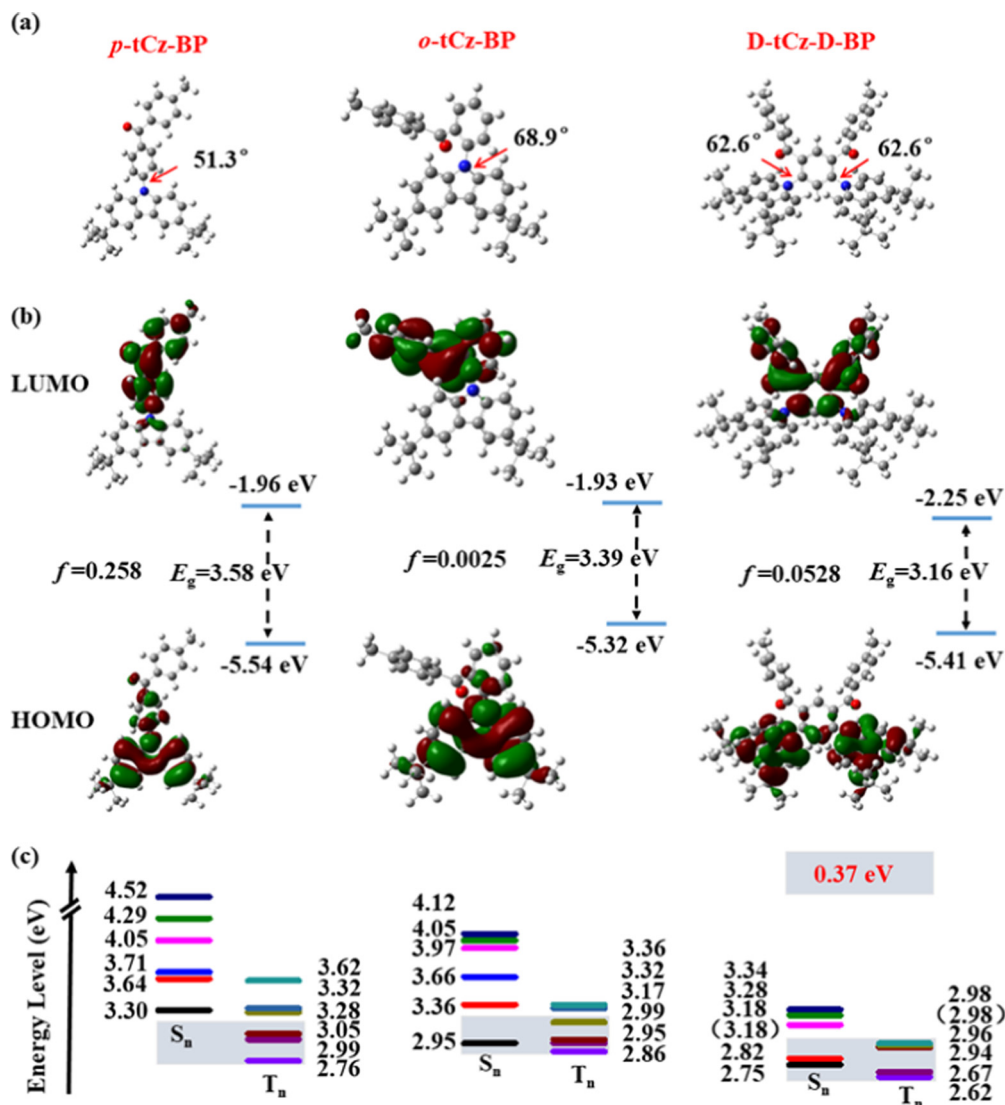 (a)
p-tCz-BP o-tCz-BP D-tCz-D-BP
51.3° 68.9° 62.6° 62.6°
(b)
LUMO
-1.96 eV -1.93 eV -2.25 eV
f=0.258 Eg=3.58 eV f=0.0025 Eg=3.39 eV f=0.0528 Eg=3.16 eV
-5.54 eV -5.32 eV -5.41 eV
HOMO
(c)
Energy Level (eV)
4.52
4.29
4.05
3.71
3.64
3.30
Sn
3.62
3.32
3.28
3.05
2.99
2.76
Tn
4.12
4.05
3.97
3.66
3.36
2.95
Sn
3.36
3.32
3.17
2.99
2.95
2.86
Tn
0.37 eV
3.34
3.28
3.18
(3.18)
2.82
2.75
Sn
2.98
(2.98)
2.96
2.94
2.67
2.62
Tn